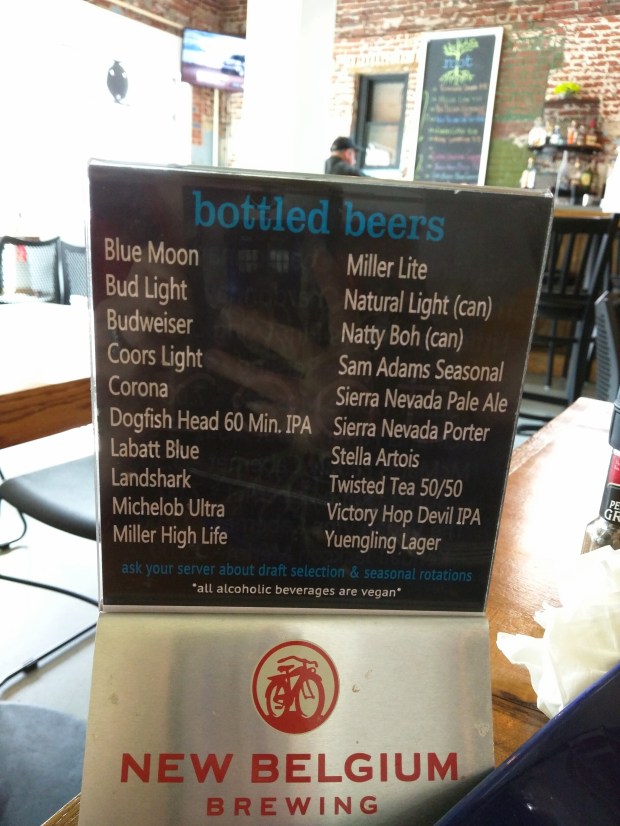 root
bottled beers
Blue Moon
Bud Light
Budweiser
Coors Light
Corona
Dogfish Head 60 Min. IPA
Labatt Blue
Landshark
Michelob Ultra
Miller High Life
Miller Lite
Natural Light (can)
Natty Boh (can)
Sam Adams Seasonal
Sierra Nevada Pale Ale
Sierra Nevada Porter
Stella Artois
Twisted Tea 50/50
Victory Hop Devil IPA
Yuengling Lager
ask your server about draft selection & seasonal rotations
*all alcoholic beverages are vegan*
NEW BELGIUM
BREWING